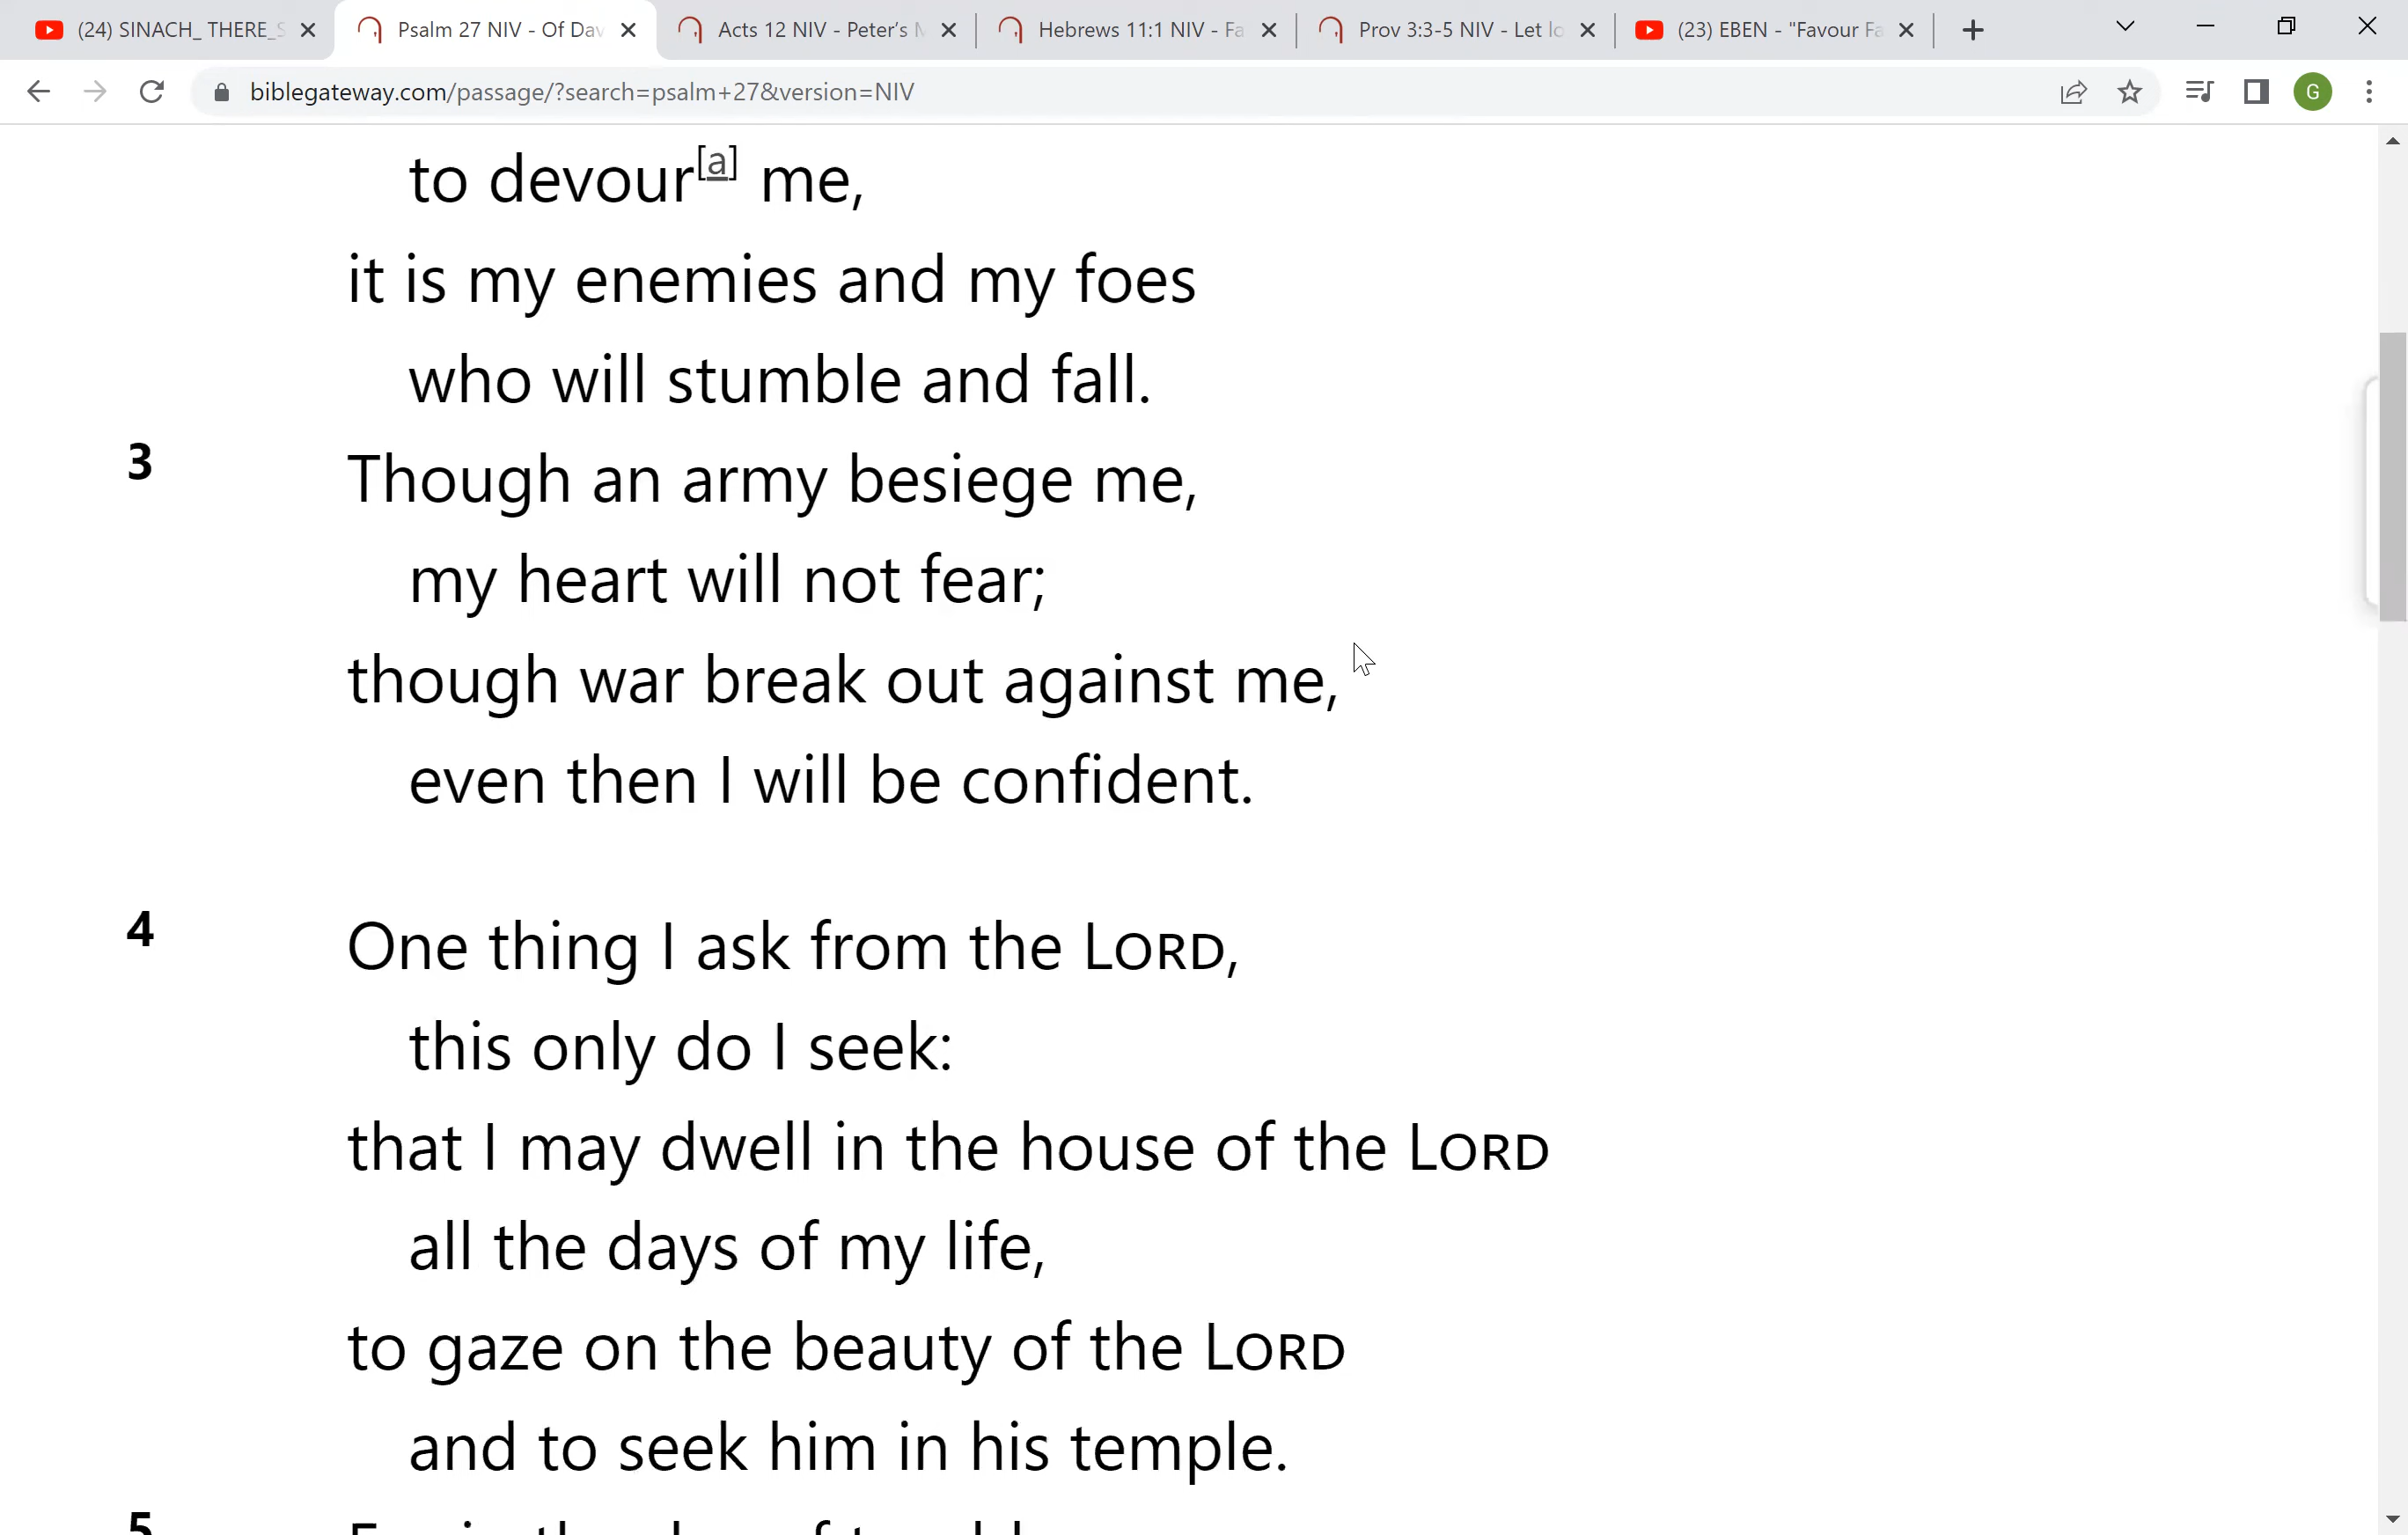 (24) SINACH_ THERE_S
Psalm 27 NIV - Of Dav
Acts 12 NIV - Peter's
Hebrews 11:1 NIV - Fa
Prov 3:3-5 NIV - Let lo
(23) EBEN - "Favour Fa
biblegateway.com/passage/?search=psalm+27&version=NIV
G
to devour[a] me,
it is my enemies and my foes
who will stumble and fall.
3 Though an army besiege me,
my heart will not fear;
though war break out against me,
even then I will be confident.
4 One thing I ask from the LORD,
this only do I seek:
that I may dwell in the house of the LORD
all the days of my life,
to gaze on the beauty of the LORD
and to seek him in his temple.
5